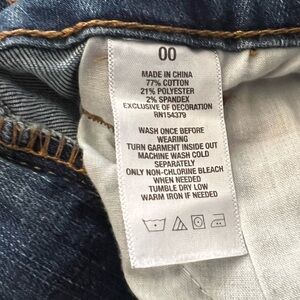 00
MADE IN CHINA
77% COTTON
21% POLYESTER
2% SPANDEX
EXCLUSIVE OF DECORATION
RN154379
WASH ONCE BEFORE
WEARING
TURN GARMENT INSIDE OUT
MACHINE WASH COLD
SEPARATELY
ONLY NON-CHLORINE BLEACH
WHEN NEEDED
TUMBLE DRY LOW
WARM IRON IF NEEDED